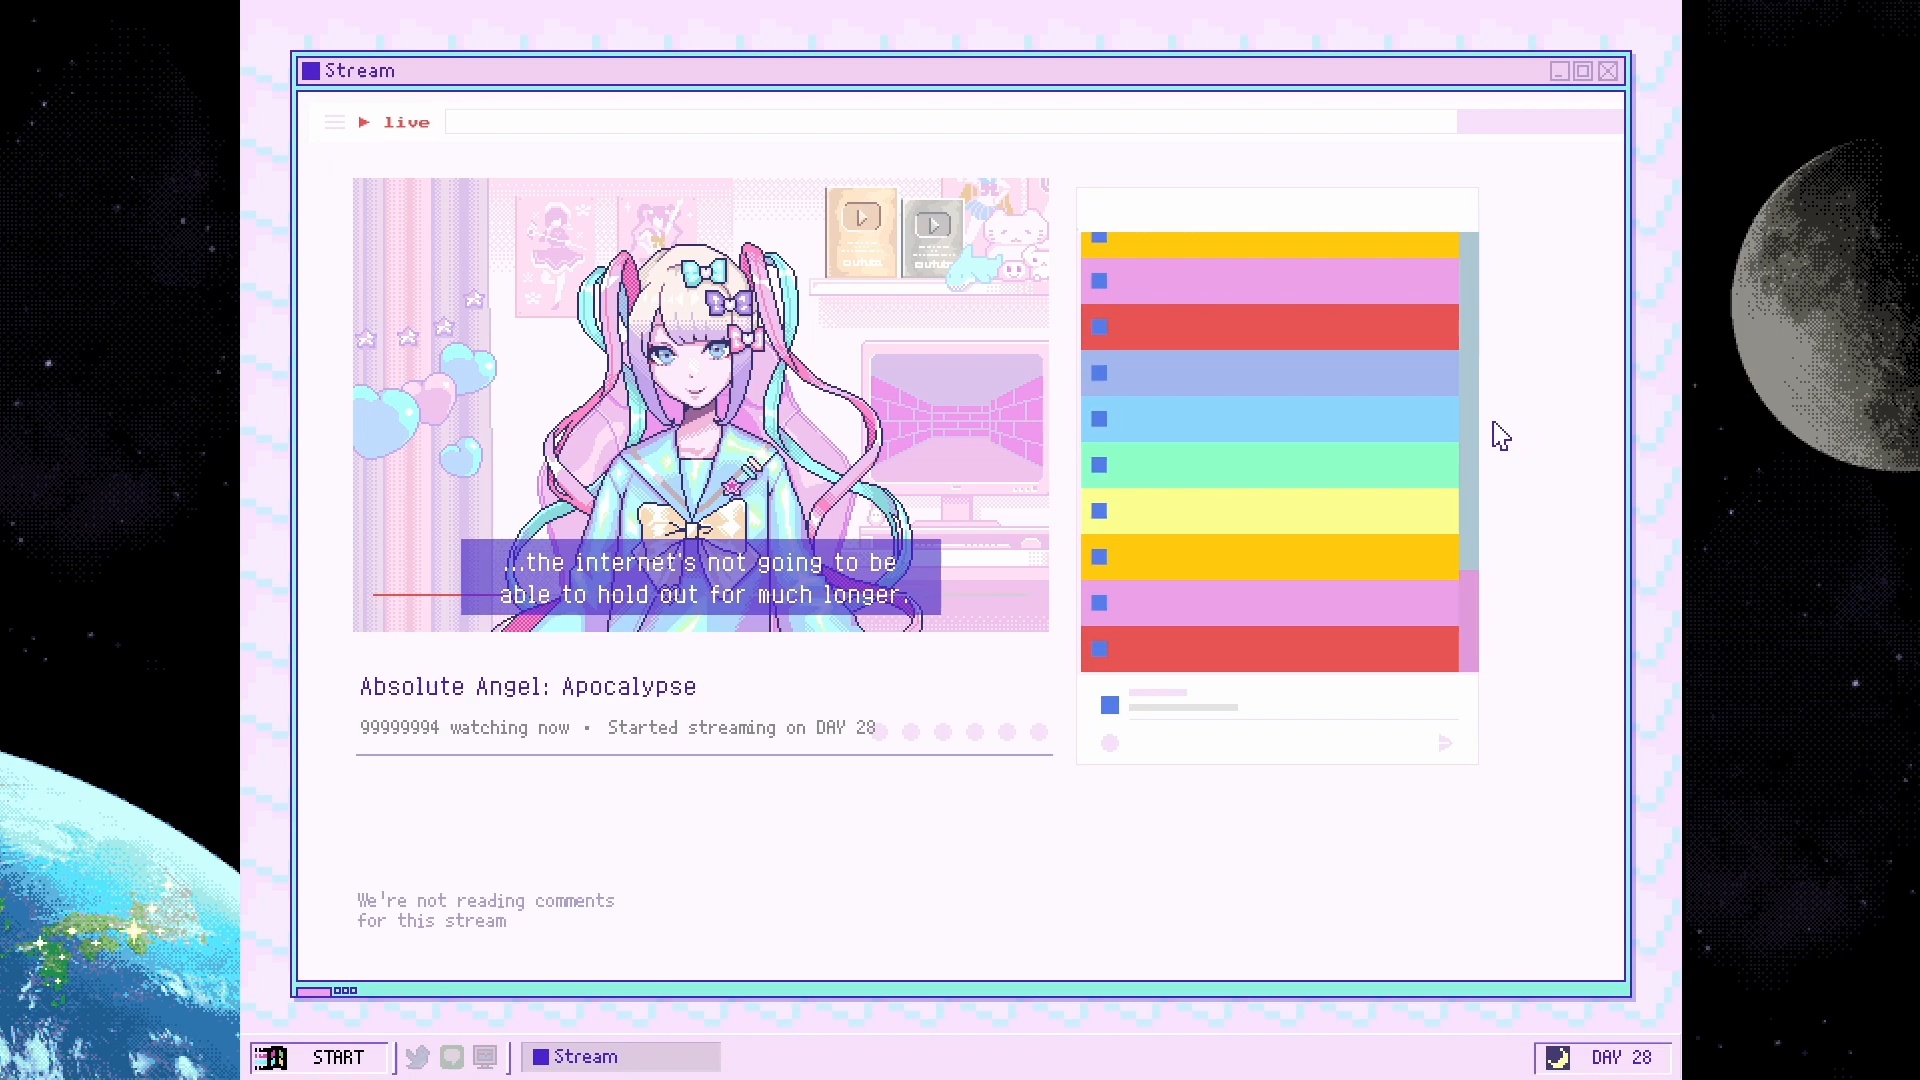 Stream
live
...the internet's not going to be
able to hold out for much longer.
Absolute Angel: Apocalypse
99999994 watching now • Started streaming on DAY 28
We're not reading comments
for this stream
START
Stream
DAY 28